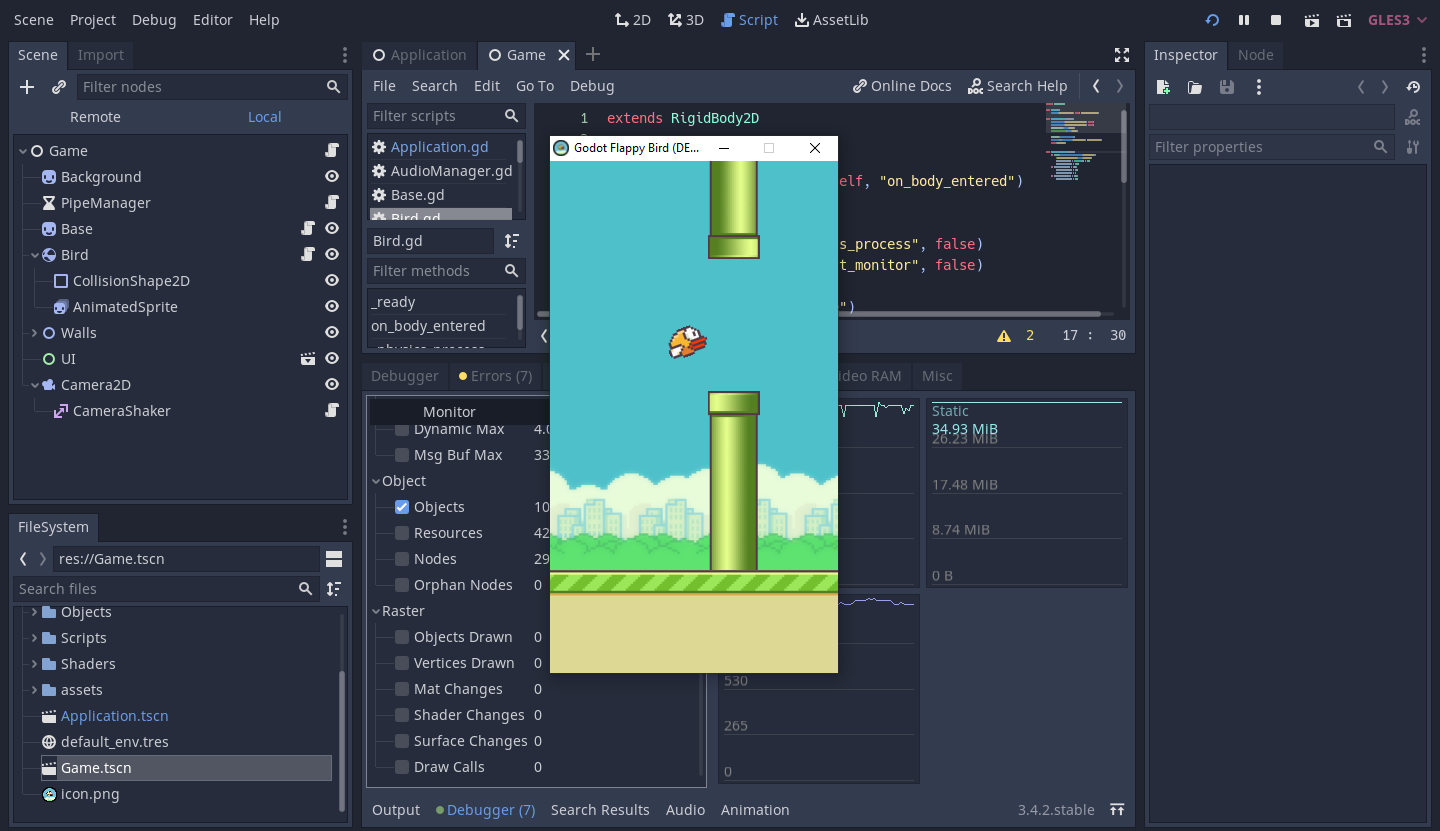 Scene Project Debug Editor Help 2D 3D Script AssetLib GLES3
Scene Import
Filter nodes
Remote Local
Game
Background
PipeManager
Base
Bird
CollisionShape2D
AnimatedSprite
Walls
UI
Camera2D
CameraShaker
FileSystem
res://Game.tscn
Search files
Objects
Scripts
Shaders
assets
Application.tscn
default_env.tres
Game.tscn
icon.png
Application Game
File Search Edit Go To Debug Online Docs Search Help
Filter scripts
Application.gd
AudioManager.gd
Base.gd
Bird.gd
Bird.gd
Filter methods
_ready
on_body_entered
_physics_process
1 extends RigidBody2D
elf, "on_body_entered")
s_process", false)
t_monitor", false)
")
2 17 : 30
Godot Flappy Bird (DE...
Debugger Errors (7) ideo RAM Misc
Monitor
Dynamic Max 4.0
Msg Buf Max 33
Object
Objects 10
Resources 42
Nodes 29
Orphan Nodes 0
Raster
Objects Drawn 0
Vertices Drawn 0
Mat Changes 0
Shader Changes 0
Surface Changes 0
Draw Calls 0
Static
34.93 MiB
26.23 MiB
17.48 MiB
8.74 MiB
0 B
530
265
0
Output Debugger (7) Search Results Audio Animation 3.4.2.stable
Inspector Node
Filter properties